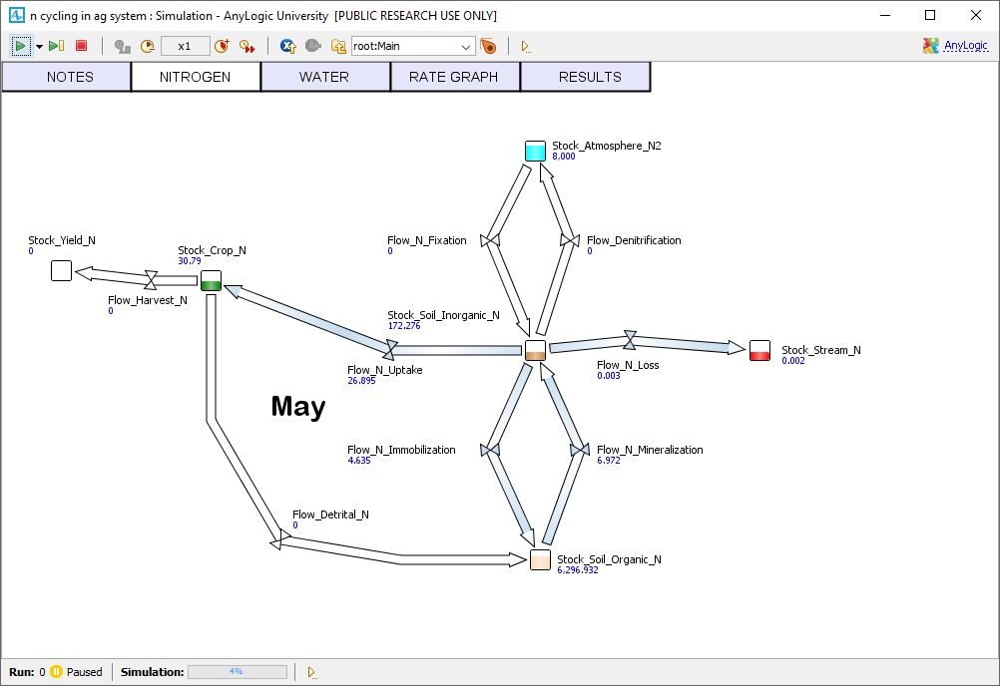 n cycling in ag system : Simulation - AnyLogic University [PUBLIC RESEARCH USE ONLY]
x1
root:Main
AnyLogic
NOTES
NITROGEN
WATER
RATE GRAPH
RESULTS
Stock_Atmosphere_N2
8,000
Stock_Yield_N
0
Stock_Crop_N
30.79
Flow_N_Fixation
0
Flow_Denitrification
0
Flow_Harvest_N
0
Stock_Soil_Inorganic_N
172.276
Stock_Stream_N
0.002
Flow_N_Uptake
26.895
Flow_N_Loss
0.003
May
Flow_N_Immobilization
4.635
Flow_N_Mineralization
6.972
Flow_Detrital_N
0
Stock_Soil_Organic_N
6,296.932
Run: 0 Paused
Simulation: 4%